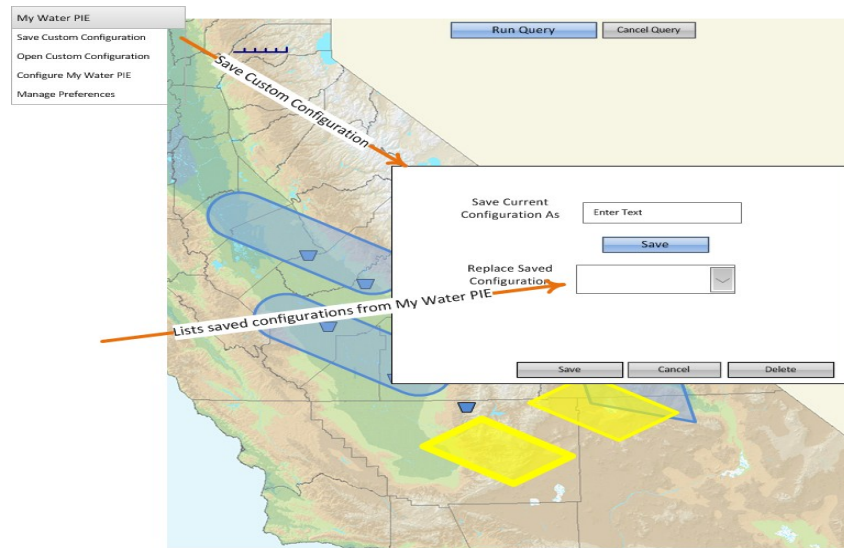 My Water PIE
Save Custom Configuration
Open Custom Configuration
Configure My Water PIE
Manage Preferences
Run Query
Cancel Query
Save Custom Configuration
Save Current
Configuration As
Enter Text
Save
Replace Saved
Configuration
Lists saved configurations from My Water PIE
Save
Cancel
Delete